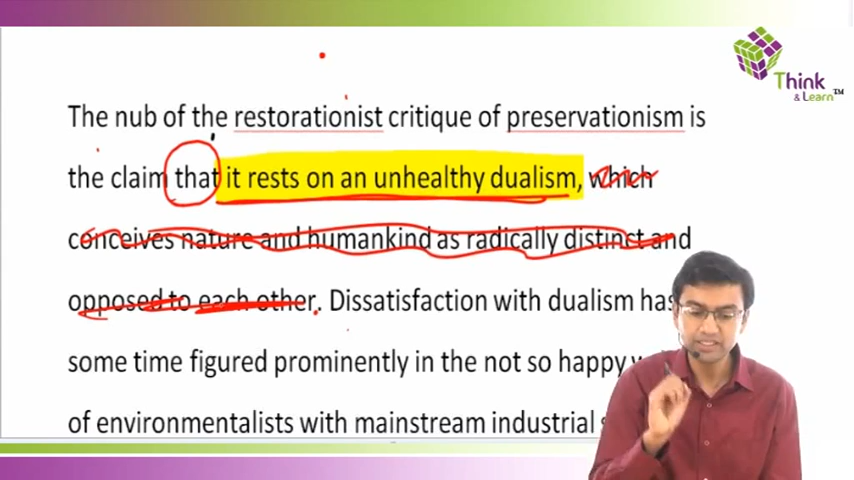 Think
& Learn™
The nub of the restorationist critique of preservationism is
the claim that it rests on an unhealthy dualism, which
conceives nature and humankind as radically distinct and
opposed to each other. Dissatisfaction with dualism has
some time figured prominently in the not so happy
of environmentalists with mainstream industrial